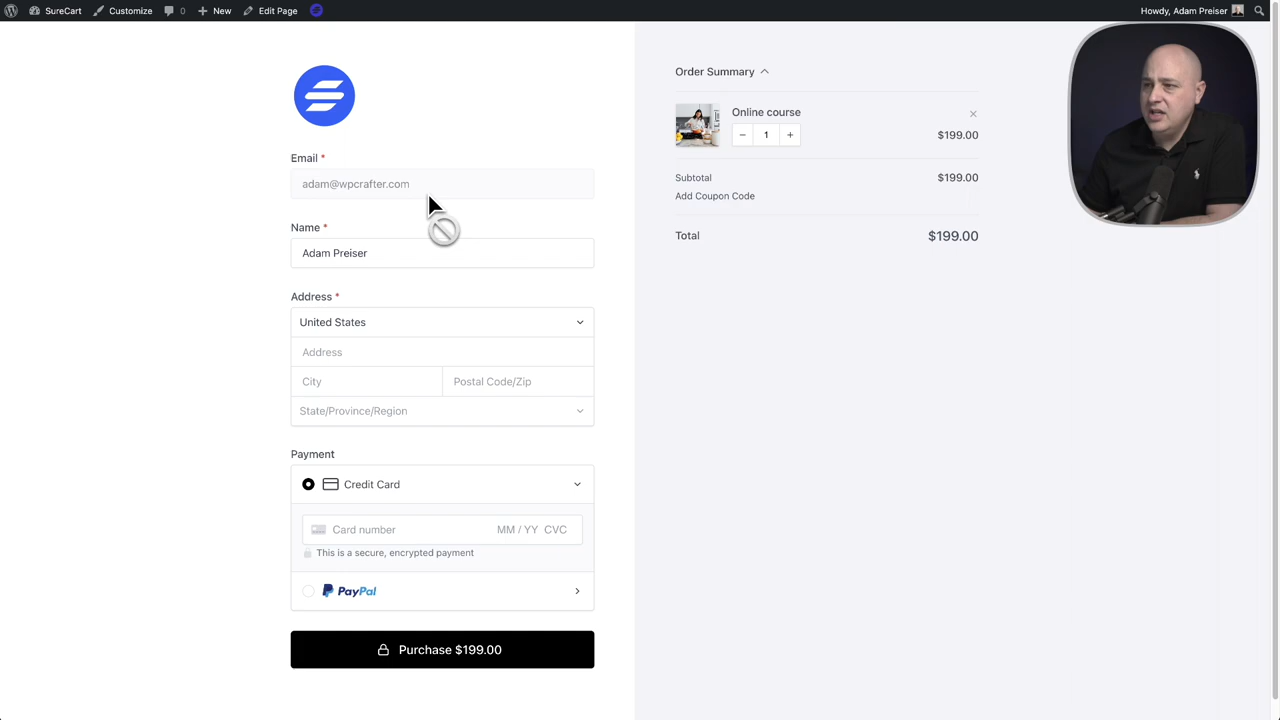 SureCart
Customize
0
New
Edit Page
Howdy, Adam Preiser
Email *
adam@wpcrafter.com
Name *
Adam Preiser
Address *
United States
Address
City
Postal Code/Zip
State/Province/Region
Payment
Credit Card
Card number
MM / YY CVC
This is a secure, encrypted payment
PayPal
Purchase $199.00
Order Summary
Online course
− 1 +
$199.00
Subtotal
$199.00
Add Coupon Code
Total
$199.00